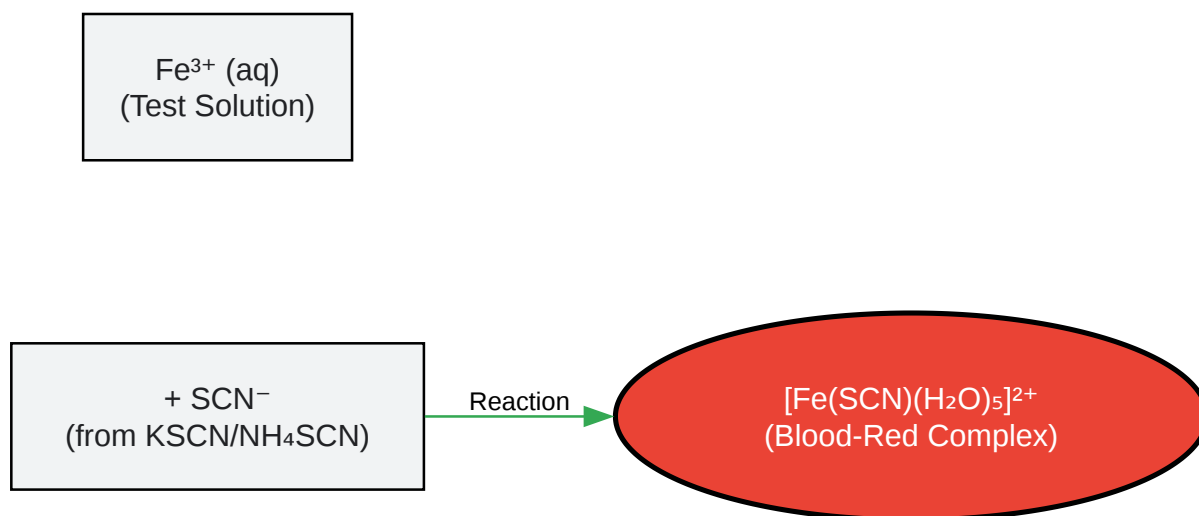 Fe³⁺ (aq)
(Test Solution)
+ SCN⁻
(from KSCN/NH₄SCN)
Reaction
[Fe(SCN)(H₂O)₅]²⁺
(Blood-Red Complex)